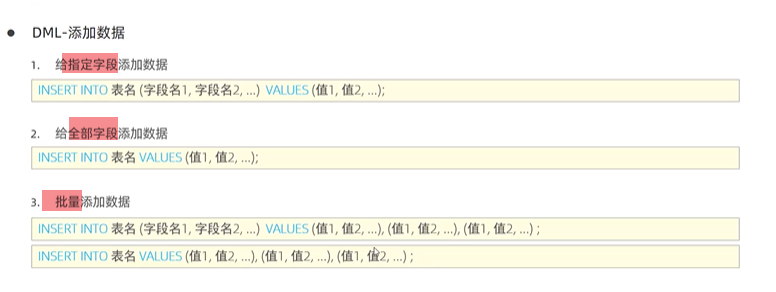 ● DML-添加数据
1. 给指定字段添加数据
INSERT INTO 表名 (字段名1, 字段名2, ...) VALUES (值1, 值2, ...);
2. 给全部字段添加数据
INSERT INTO 表名 VALUES (值1, 值2, ...);
3. 批量添加数据
INSERT INTO 表名 (字段名1, 字段名2, ...) VALUES (值1, 值2, ...), (值1, 值2, ...), (值1, 值2, ...) ;
INSERT INTO 表名 VALUES (值1, 值2, ...), (值1, 值2, ...), (值1, 值2, ...) ;